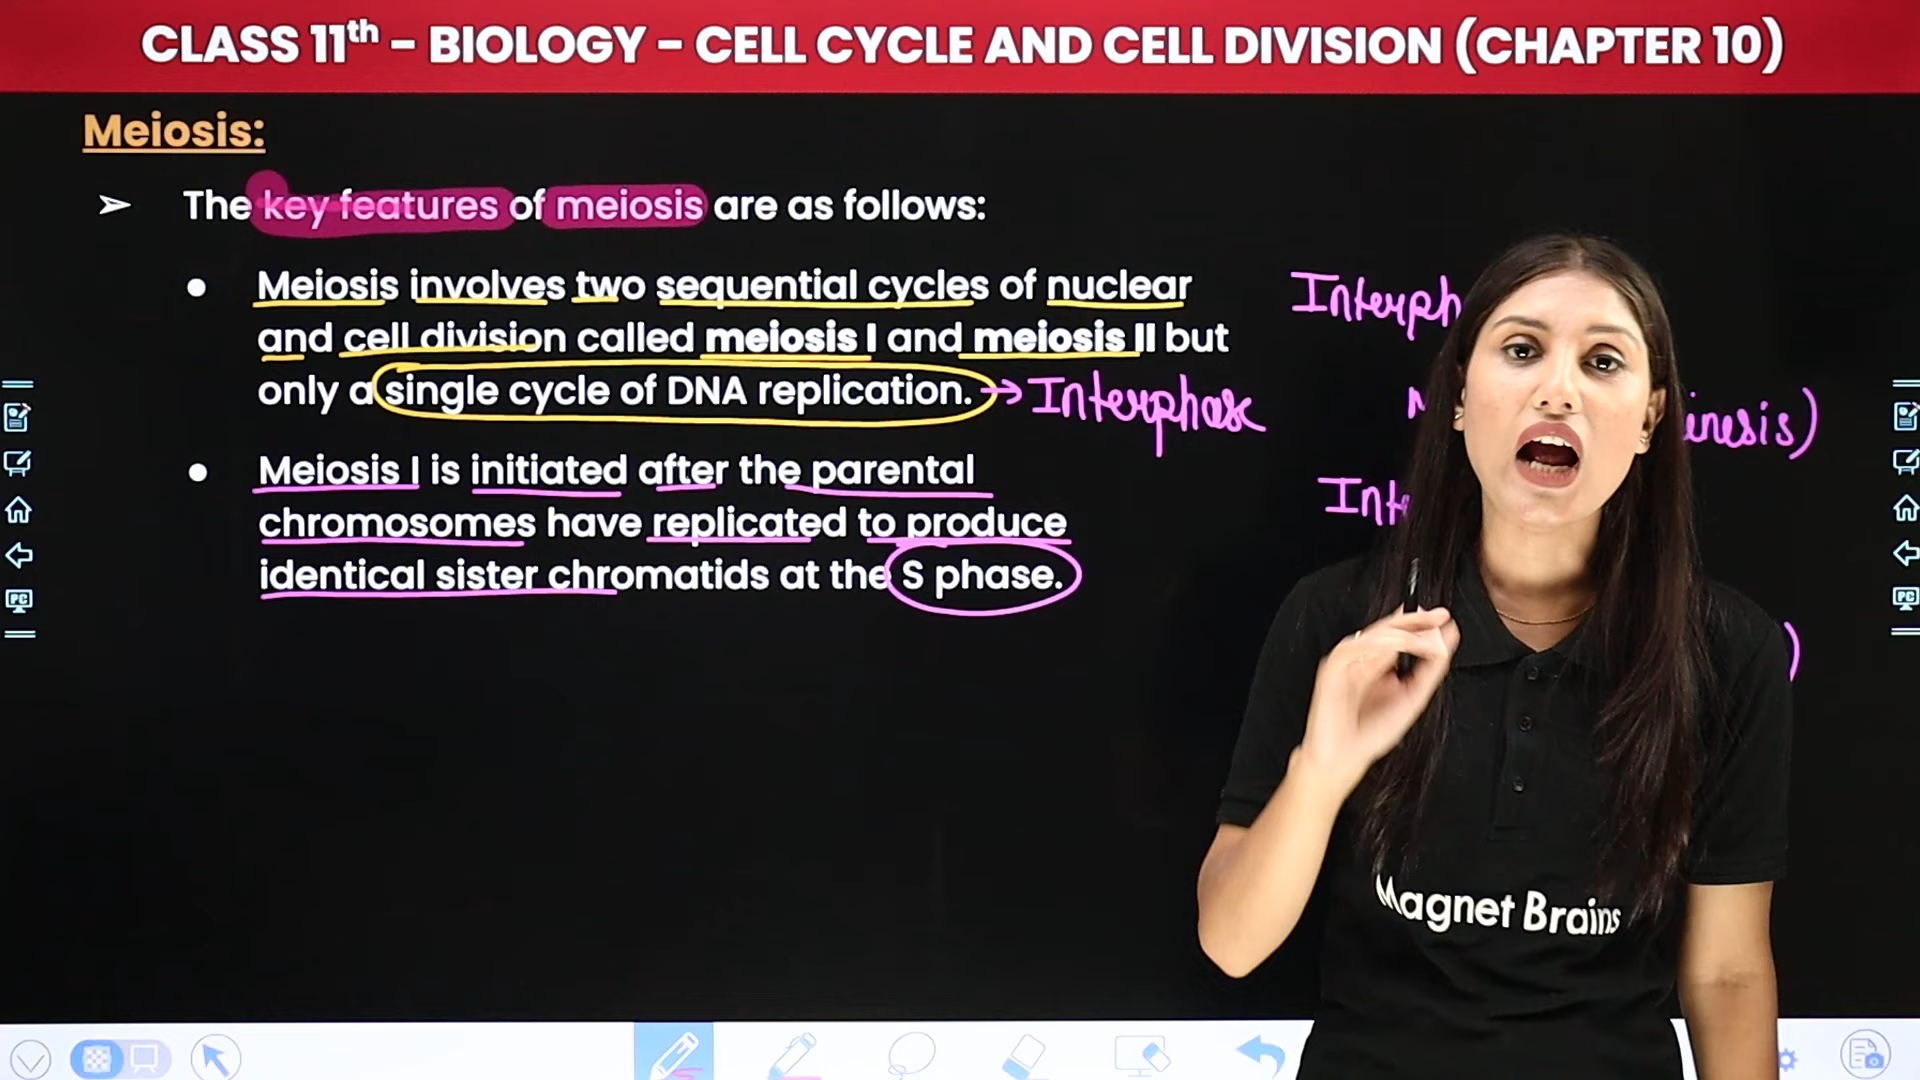 CLASS 11th - BIOLOGY - CELL CYCLE AND CELL DIVISION (CHAPTER 10)
Meiosis:
➢ The key features of meiosis are as follows:
• Meiosis involves two sequential cycles of nuclear
and cell division called meiosis I and meiosis II but
only a single cycle of DNA replication. → Interphase
• Meiosis I is initiated after the parental
chromosomes have replicated to produce
identical sister chromatids at the S phase.
Magnet Brains
PC
PC